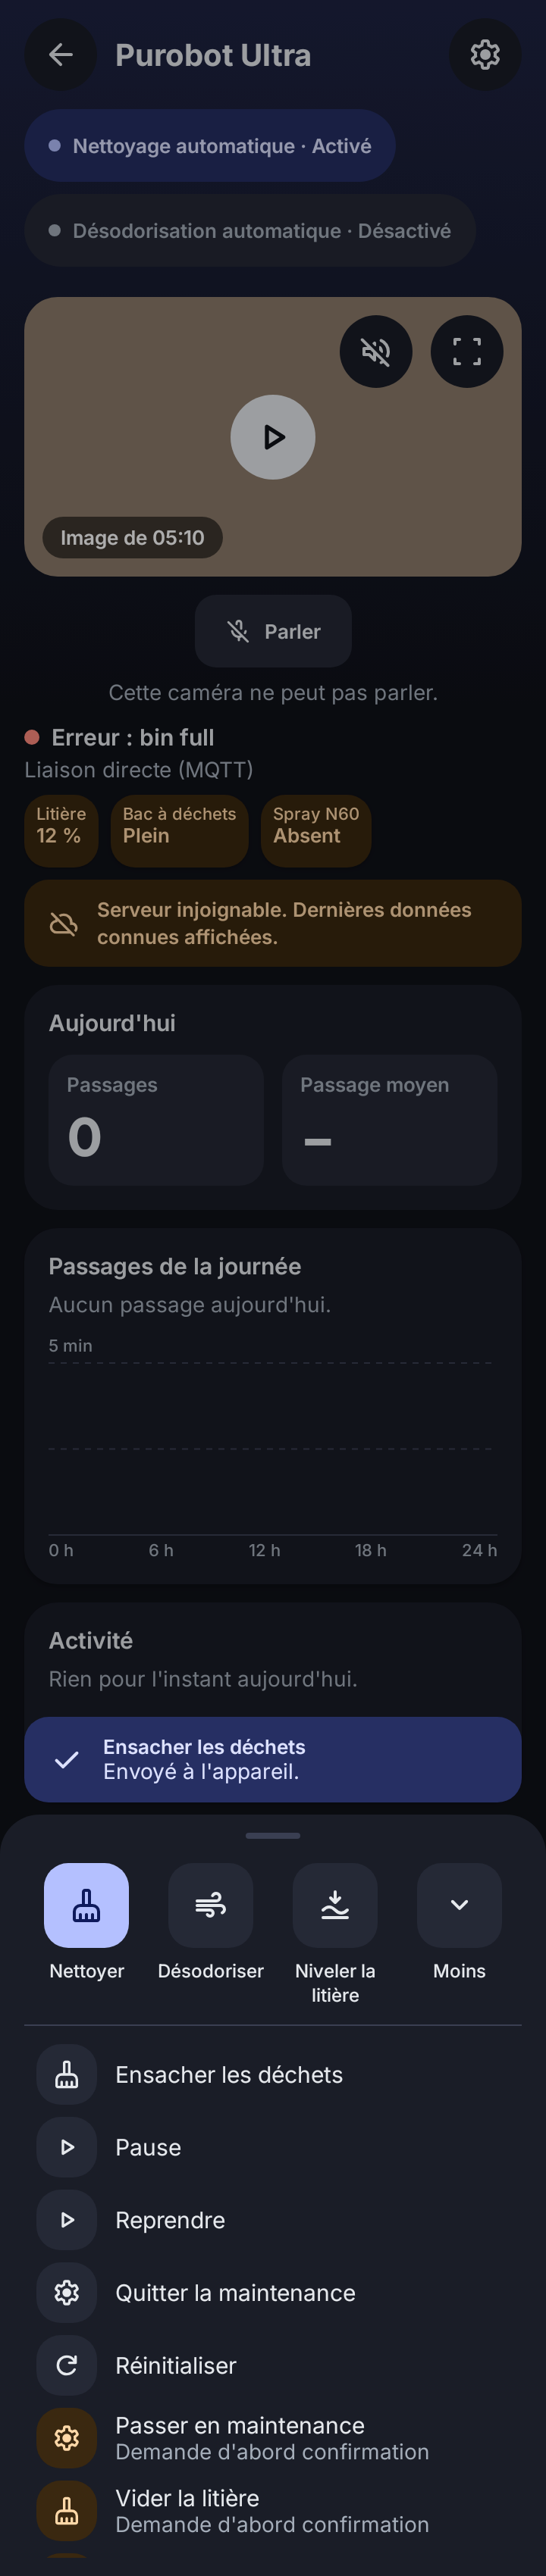 Purobot Ultra
Nettoyage automatique · Activé
Désodorisation automatique · Désactivé
Image de 05:10
Parler
Cette caméra ne peut pas parler.
Erreur : bin full
Liaison directe (MQTT)
Litière
12 %
Bac à déchets
Plein
Spray N60
Absent
Serveur injoignable. Dernières données
connues affichées.
Aujourd'hui
Passages
0
Passage moyen
–
Passages de la journée
Aucun passage aujourd'hui.
5 min
0 h 6 h 12 h 18 h 24 h
Activité
Rien pour l'instant aujourd'hui.
Ensacher les déchets
Envoyé à l'appareil.
Nettoyer
Désodoriser
Niveler la
litière
Moins
Ensacher les déchets
Pause
Reprendre
Quitter la maintenance
Réinitialiser
Passer en maintenance
Demande d'abord confirmation
Vider la litière
Demande d'abord confirmation